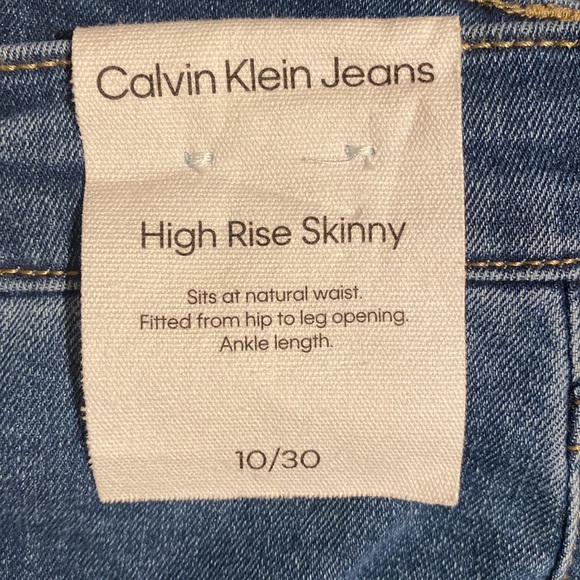 Calvin Klein Jeans
High Rise Skinny
Sits at natural waist.
Fitted from hip to leg opening.
Ankle length.
10/30